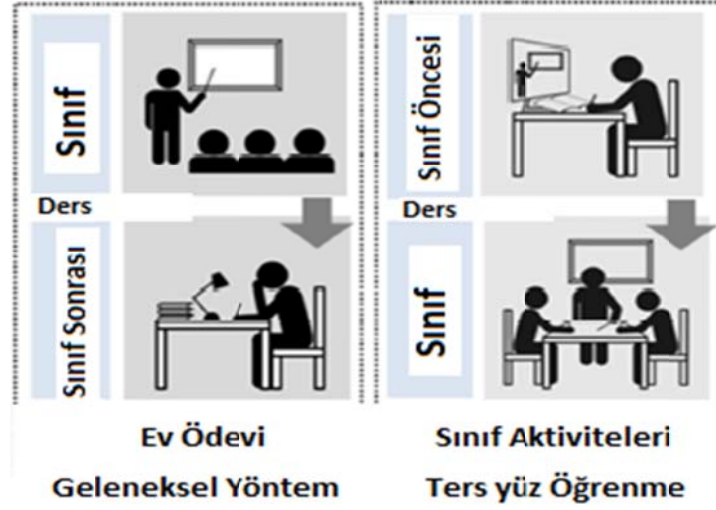 Sınıf
Ders
Sınıf Sonrası
Ev Ödevi
Geleneksel Yöntem
Sınıf Öncesi
Ders
Sınıf
Sınıf Aktiviteleri
Ters yüz Öğrenme